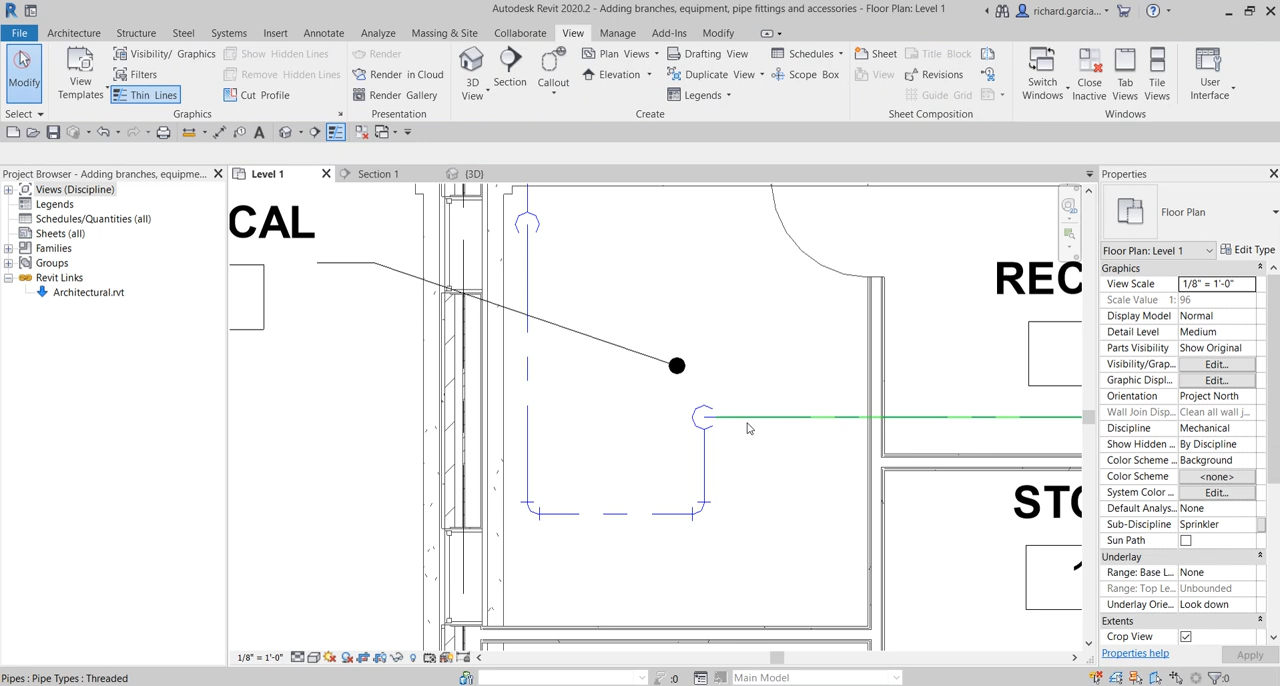 Autodesk Revit 2020.2 - Adding branches, equipment, pipe fittings and accessories - Floor Plan: Level 1
richard.garcia...
File Architecture Structure Steel Systems Insert Annotate Analyze Massing & Site Collaborate View Manage Add-Ins Modify
Modify
View Templates
Visibility/ Graphics
Filters
Thin Lines
Show Hidden Lines
Remove Hidden Lines
Cut Profile
Render
Render in Cloud
Render Gallery
3D View
Section
Callout
Plan Views
Elevation
Drafting View
Duplicate View
Legends
Schedules
Scope Box
Sheet
View
Title Block
Revisions
Guide Grid
Switch Windows
Close Inactive
Tab Views
Tile Views
User Interface
Select
Graphics
Presentation
Create
Sheet Composition
Windows
Project Browser - Adding branches, equipme...
Views (Discipline)
Legends
Schedules/Quantities (all)
Sheets (all)
Families
Groups
Revit Links
Architectural.rvt
Level 1
Section 1
{3D}
CAL
REC
STO
1
Properties
Floor Plan
Floor Plan: Level 1
Edit Type
Graphics
View Scale 1/8" = 1'-0"
Scale Value 1: 96
Display Model Normal
Detail Level Medium
Parts Visibility Show Original
Visibility/Grap... Edit...
Graphic Displ... Edit...
Orientation Project North
Wall Join Disp... Clean all wall j...
Discipline Mechanical
Show Hidden ... By Discipline
Color Scheme ... Background
Color Scheme <none>
System Color ... Edit...
Default Analys... None
Sub-Discipline Sprinkler
Sun Path
Underlay
Range: Base L... None
Range: Top Le... Unbounded
Underlay Orie... Look down
Extents
Crop View
Properties help
Apply
1/8" = 1'-0"
Pipes : Pipe Types : Threaded
:0
Main Model
:0